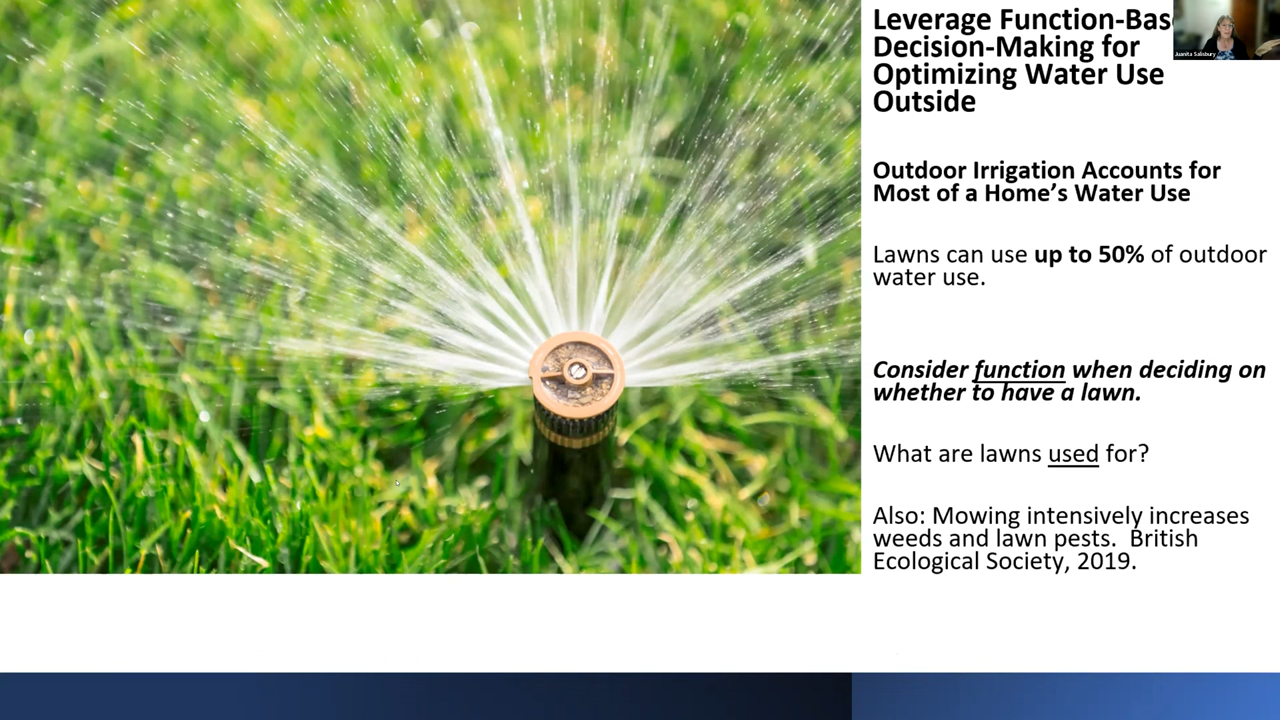 Leverage Function-Bas
Decision-Making for
Optimizing Water Use
Outside
Juanita Salisbury
Outdoor Irrigation Accounts for
Most of a Home’s Water Use
Lawns can use up to 50% of outdoor
water use.
Consider function when deciding on
whether to have a lawn.
What are lawns used for?
Also: Mowing intensively increases
weeds and lawn pests.  British
Ecological Society, 2019.